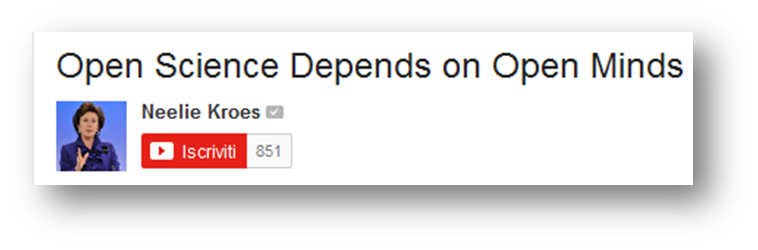 Open Science Depends on Open Minds
Neelie Kroes
Iscriviti 851